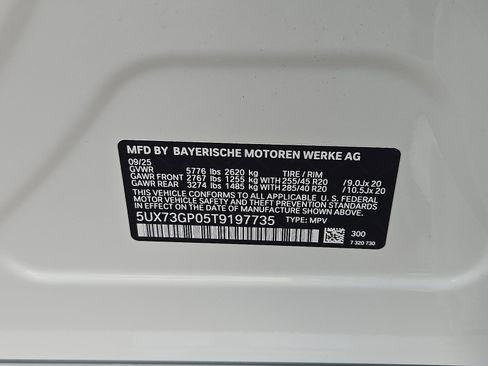 MFD BY BAYERISCHE MOTOREN WERKE AG
09/25
GVWR 5776 lbs 2620 kg TIRE / RIM
GAWR FRONT 2767 lbs 1255 kg WITH 255/45 R20 /9.0Jx 20
GAWR REAR 3274 lbs 1485 kg WITH 285/40 R20 /10.5Jx 20
THIS VEHICLE CONFORMS TO ALL APPLICABLE U. S. FEDERAL
MOTOR VEHICLE SAFETY, BUMPER, AND THEFT PREVENTION
STANDARDS IN EFFECT ON THE DATE OF
MANUFACTURE SHOWN ABOVE.
5UX73GP05T9197735 TYPE: MPV
300
7 320 730